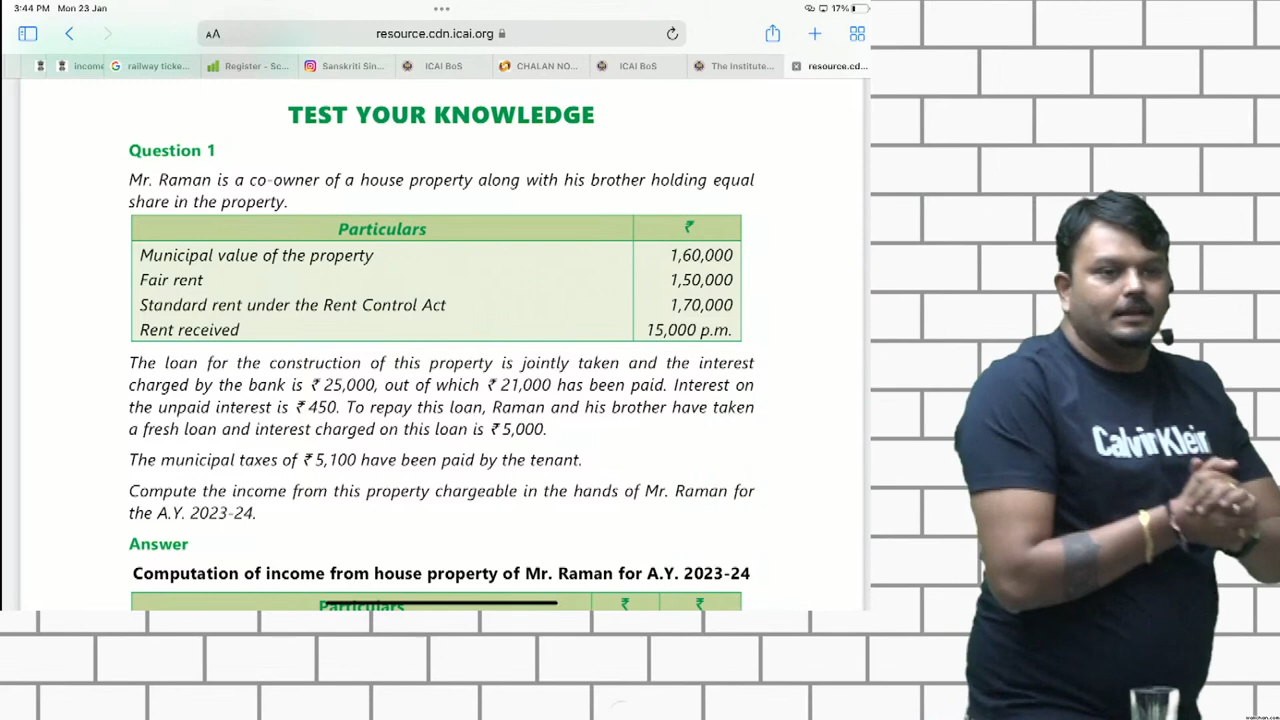 3:44 PM Mon 23 Jan
17%
AA
resource.cdn.icai.org
income
railway ticke...
Register - Sc...
Sanskriti Sin...
ICAI BoS
CHALAN NO...
ICAI BoS
The Institute...
resource.cd...
TEST YOUR KNOWLEDGE
Question 1
Mr. Raman is a co-owner of a house property along with his brother holding equal
share in the property.
Particulars ₹
Municipal value of the property 1,60,000
Fair rent 1,50,000
Standard rent under the Rent Control Act 1,70,000
Rent received 15,000 p.m.
The loan for the construction of this property is jointly taken and the interest
charged by the bank is ₹ 25,000, out of which ₹ 21,000 has been paid. Interest on
the unpaid interest is ₹ 450. To repay this loan, Raman and his brother have taken
a fresh loan and interest charged on this loan is ₹ 5,000.
The municipal taxes of ₹ 5,100 have been paid by the tenant.
Compute the income from this property chargeable in the hands of Mr. Raman for
the A.Y. 2023-24.
Answer
Computation of income from house property of Mr. Raman for A.Y. 2023-24
Particulars ₹ ₹
Calvin Klein